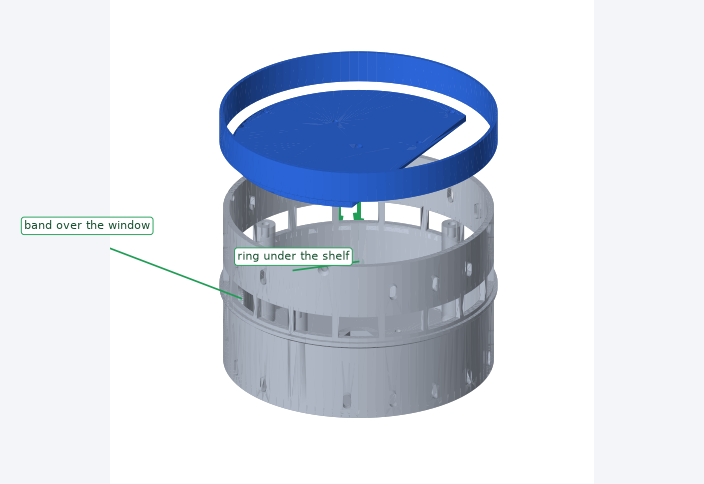 band over the window
ring under the shelf